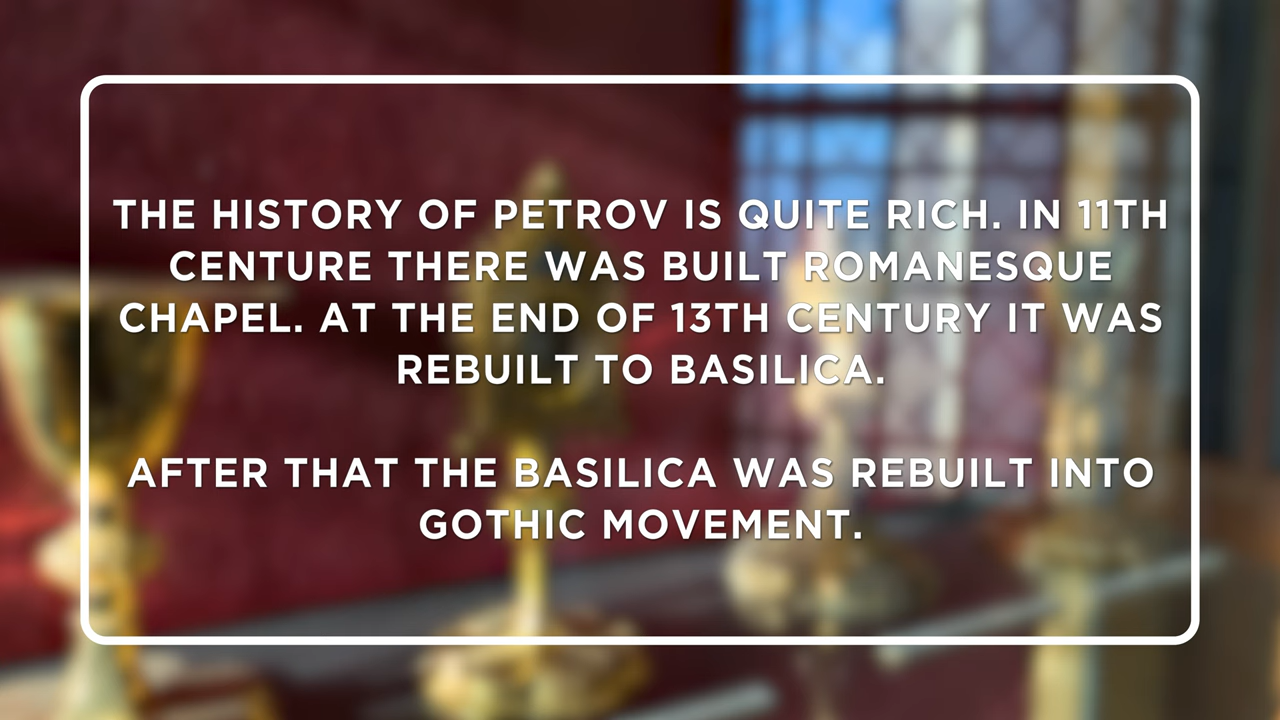 THE HISTORY OF PETROV IS QUITE RICH. IN 11TH
CENTURE THERE WAS BUILT ROMANESQUE
CHAPEL. AT THE END OF 13TH CENTURY IT WAS
REBUILT TO BASILICA.
AFTER THAT THE BASILICA WAS REBUILT INTO
GOTHIC MOVEMENT.